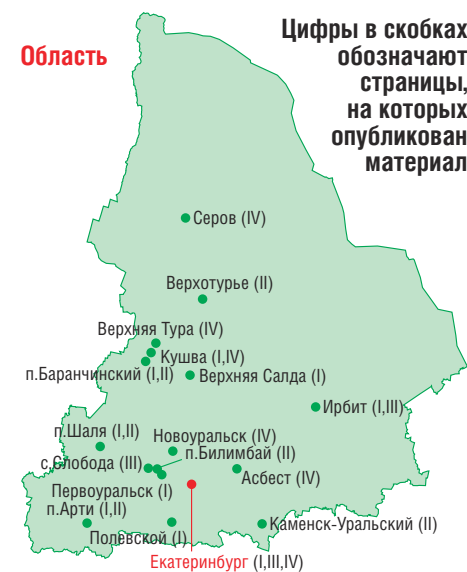 Область
Цифры в скобках
обозначают
страницы,
на которых
опубликован
материал
Серов (IV)
Верхотурье (II)
Верхняя Тура (IV)
Кушва (I,IV)
п.Баранчинский (I,II)
Верхняя Салда (I)
Ирбит (I,III)
п.Шаля (I,II)
Новоуральск (IV)
п.Билимбай (II)
с.Слобода (III)
Асбест (IV)
Первоуральск (I)
п.Арти (I,II)
Полевской (I)
Каменск-Уральский (II)
Екатеринбург (I,III,IV)